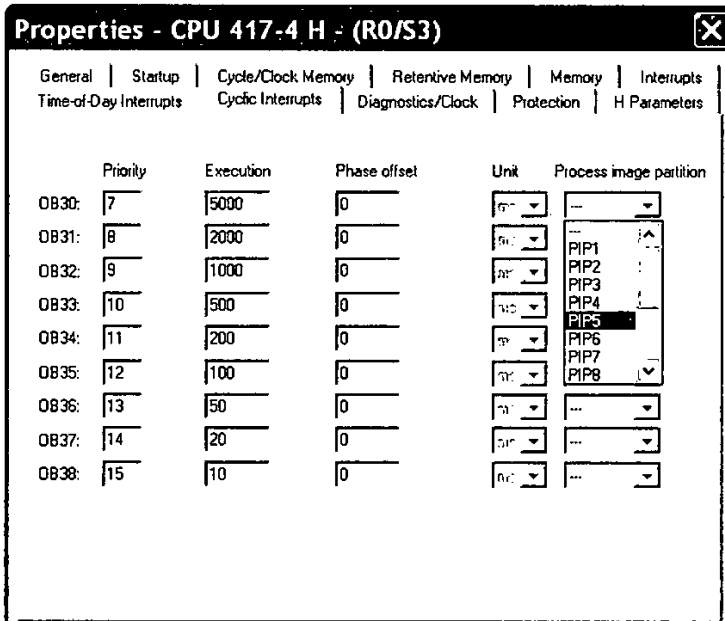 Properties - CPU 417-4 H - (R0/S3)
General | Startup | Cycle/Clock Memory | Retentive Memory | Memory | Interrupts
Time-of-Day Interrupts Cyclic Interrupts | Diagnostics/Clock | Protection | H Parameters
Priority Execution Phase offset Unit Process image partition
OB30: 7 5000 0 ---
OB31: 8 2000 0 ---
PIP1
OB32: 9 1000 0 PIP2
PIP3
OB33: 10 500 0 PIP4
PIP5
OB34: 11 200 0 PIP6
PIP7
OB35: 12 100 0 PIP8
OB36: 13 50 0 ---
OB37: 14 20 0 ---
OB38: 15 10 0 ---